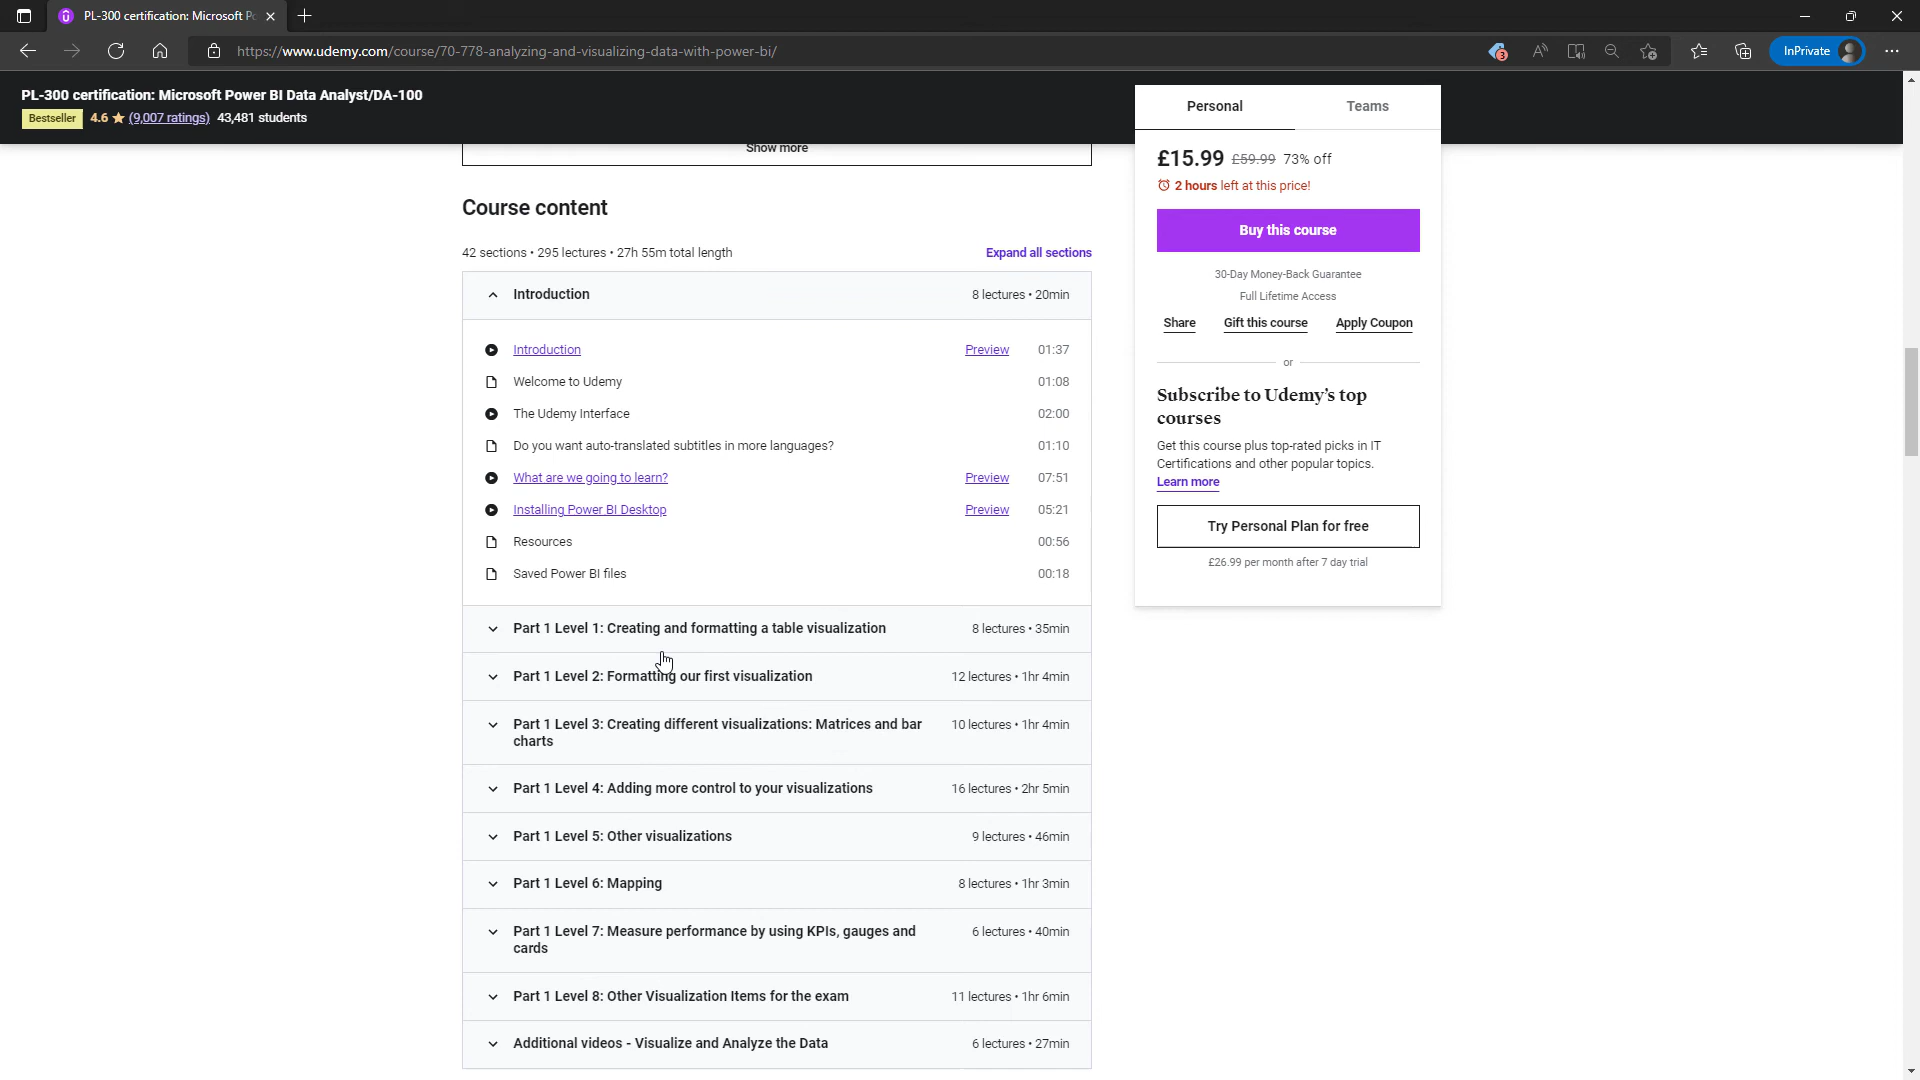 PL-300 certification: Microsoft Po
https://www.udemy.com/course/70-778-analyzing-and-visualizing-data-with-power-bi/
3
InPrivate
PL-300 certification: Microsoft Power BI Data Analyst/DA-100
Bestseller 4.6 (9,007 ratings) 43,481 students
Personal Teams
Show more
£15.99 £59.99 73% off
2 hours left at this price!
Buy this course
30-Day Money-Back Guarantee
Full Lifetime Access
Share Gift this course Apply Coupon
or
Subscribe to Udemy's top
courses
Get this course plus top-rated picks in IT
Certifications and other popular topics.
Learn more
Try Personal Plan for free
£26.99 per month after 7 day trial
Course content
42 sections • 295 lectures • 27h 55m total length Expand all sections
Introduction 8 lectures • 20min
Introduction Preview 01:37
Welcome to Udemy 01:08
The Udemy Interface 02:00
Do you want auto-translated subtitles in more languages? 01:10
What are we going to learn? Preview 07:51
Installing Power BI Desktop Preview 05:21
Resources 00:56
Saved Power BI files 00:18
Part 1 Level 1: Creating and formatting a table visualization 8 lectures • 35min
Part 1 Level 2: Formatting our first visualization 12 lectures • 1hr 4min
Part 1 Level 3: Creating different visualizations: Matrices and bar 10 lectures • 1hr 4min
charts
Part 1 Level 4: Adding more control to your visualizations 16 lectures • 2hr 5min
Part 1 Level 5: Other visualizations 9 lectures • 46min
Part 1 Level 6: Mapping 8 lectures • 1hr 3min
Part 1 Level 7: Measure performance by using KPIs, gauges and 6 lectures • 40min
cards
Part 1 Level 8: Other Visualization Items for the exam 11 lectures • 1hr 6min
Additional videos - Visualize and Analyze the Data 6 lectures • 27min